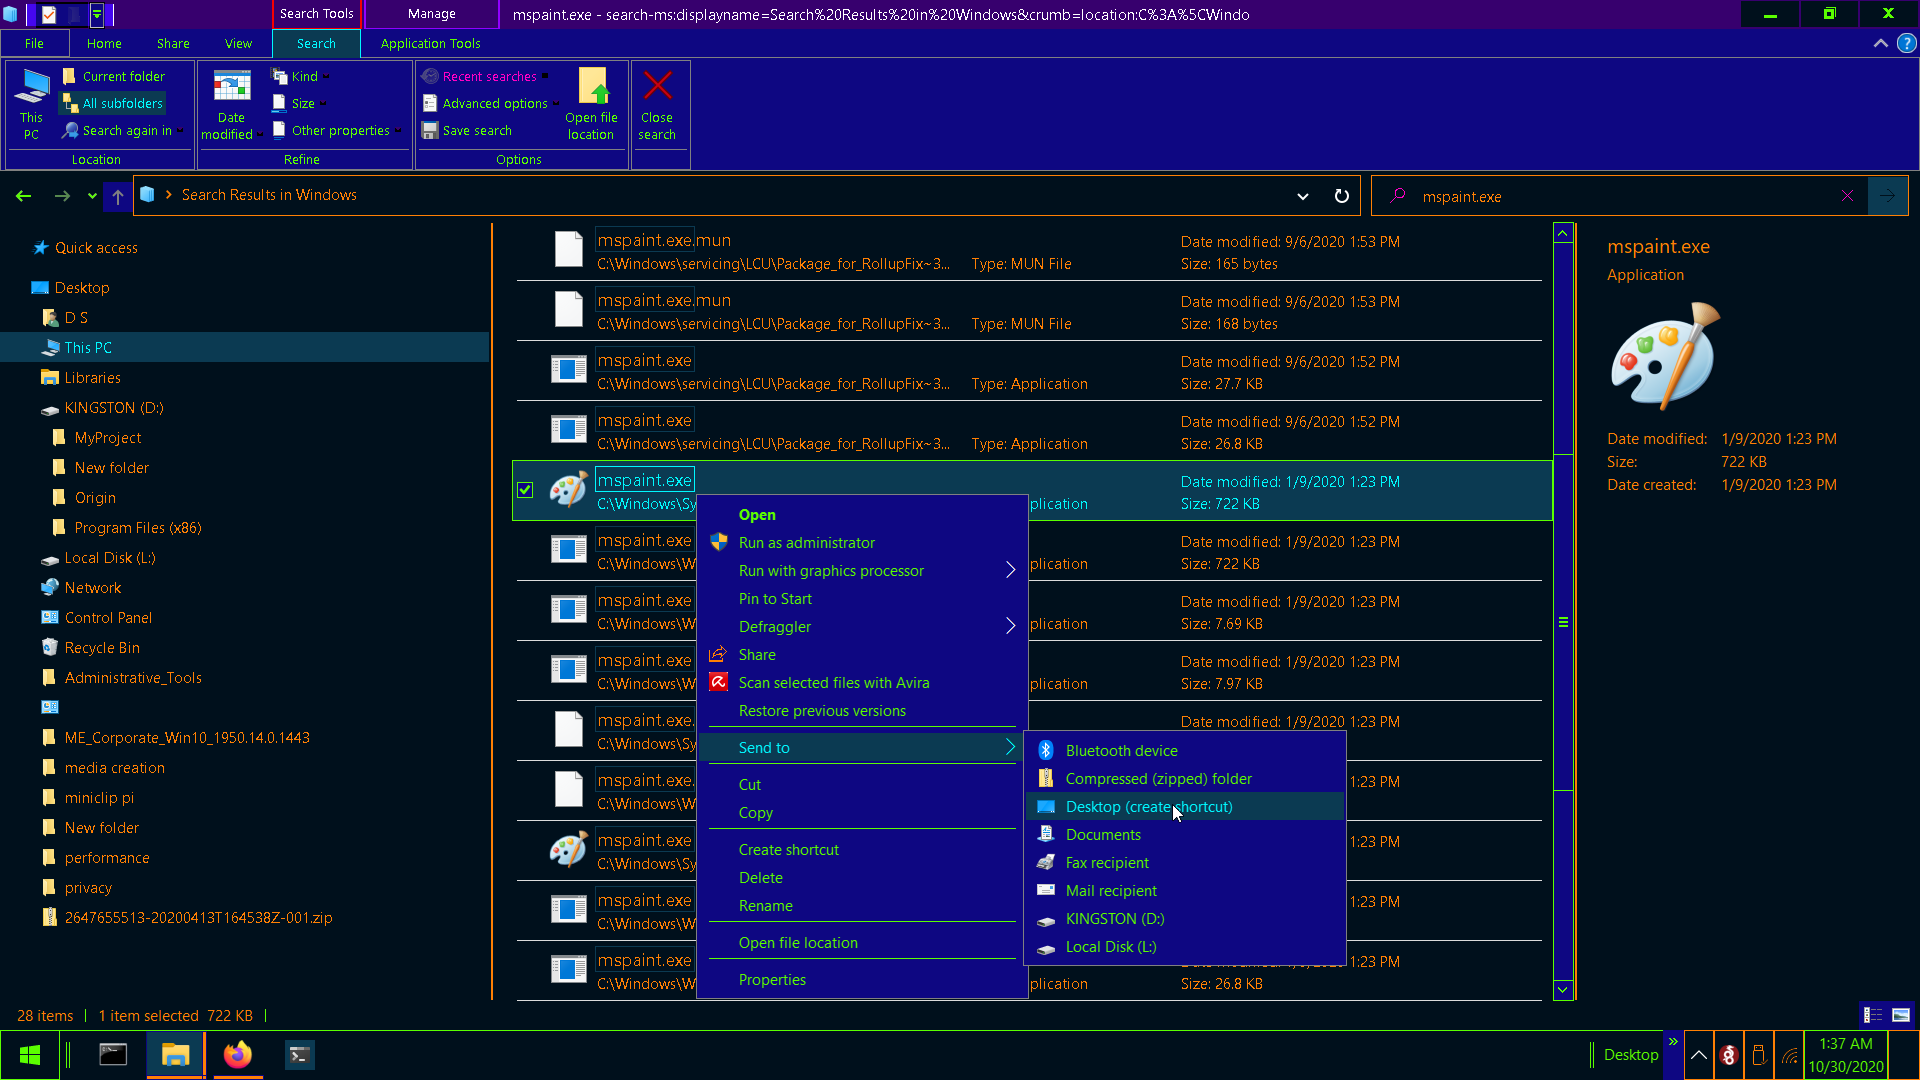 Search Tools
Manage
mspaint.exe - search-ms:displayname=Search%20Results%20in%20Windows&crumb=location:C%3A%5CWindo
File
Home
Share
View
Search
Application Tools
This PC
Current folder
All subfolders
Search again in
Location
Date modified
Kind
Size
Other properties
Refine
Recent searches
Advanced options
Save search
Open file location
Options
Close search
Search Results in Windows
mspaint.exe
Quick access
Desktop
D S
This PC
Libraries
KINGSTON (D:)
MyProject
New folder
Origin
Program Files (x86)
Local Disk (L:)
Network
Control Panel
Recycle Bin
Administrative_Tools
ME_Corporate_Win10_1950.14.0.1443
media creation
miniclip pi
New folder
performance
privacy
2647655513-20200413T164538Z-001.zip
mspaint.exe.mun
Date modified: 9/6/2020 1:53 PM
C:\Windows\servicing\LCU\Package_for_RollupFix~3...
Type: MUN File
Size: 165 bytes
mspaint.exe.mun
Date modified: 9/6/2020 1:53 PM
C:\Windows\servicing\LCU\Package_for_RollupFix~3...
Type: MUN File
Size: 168 bytes
mspaint.exe
Date modified: 9/6/2020 1:52 PM
C:\Windows\servicing\LCU\Package_for_RollupFix~3...
Type: Application
Size: 27.7 KB
mspaint.exe
Date modified: 9/6/2020 1:52 PM
C:\Windows\servicing\LCU\Package_for_RollupFix~3...
Type: Application
Size: 26.8 KB
mspaint.exe
Date modified: 1/9/2020 1:23 PM
C:\Windows\Sy
plication
Size: 722 KB
mspaint.exe
Date modified: 1/9/2020 1:23 PM
C:\Windows\W
plication
Size: 722 KB
mspaint.exe
Date modified: 1/9/2020 1:23 PM
C:\Windows\W
plication
Size: 7.69 KB
mspaint.exe
Date modified: 1/9/2020 1:23 PM
C:\Windows\W
plication
Size: 7.97 KB
mspaint.exe.
Date modified: 1/9/2020 1:23 PM
C:\Windows\Sy
mspaint.exe.
1:23 PM
C:\Windows\W
mspaint.exe
1:23 PM
C:\Windows\Sy
mspaint.exe
1:23 PM
C:\Windows\W
mspaint.exe
1:23 PM
C:\Windows\W
plication
Size: 26.8 KB
Open
Run as administrator
Run with graphics processor
Pin to Start
Defraggler
Share
Scan selected files with Avira
Restore previous versions
Send to
Cut
Copy
Create shortcut
Delete
Rename
Open file location
Properties
Bluetooth device
Compressed (zipped) folder
Desktop (create shortcut)
Documents
Fax recipient
Mail recipient
KINGSTON (D:)
Local Disk (L:)
mspaint.exe
Application
Date modified: 1/9/2020 1:23 PM
Size: 722 KB
Date created: 1/9/2020 1:23 PM
28 items
1 item selected 722 KB
Desktop
1:37 AM
10/30/2020